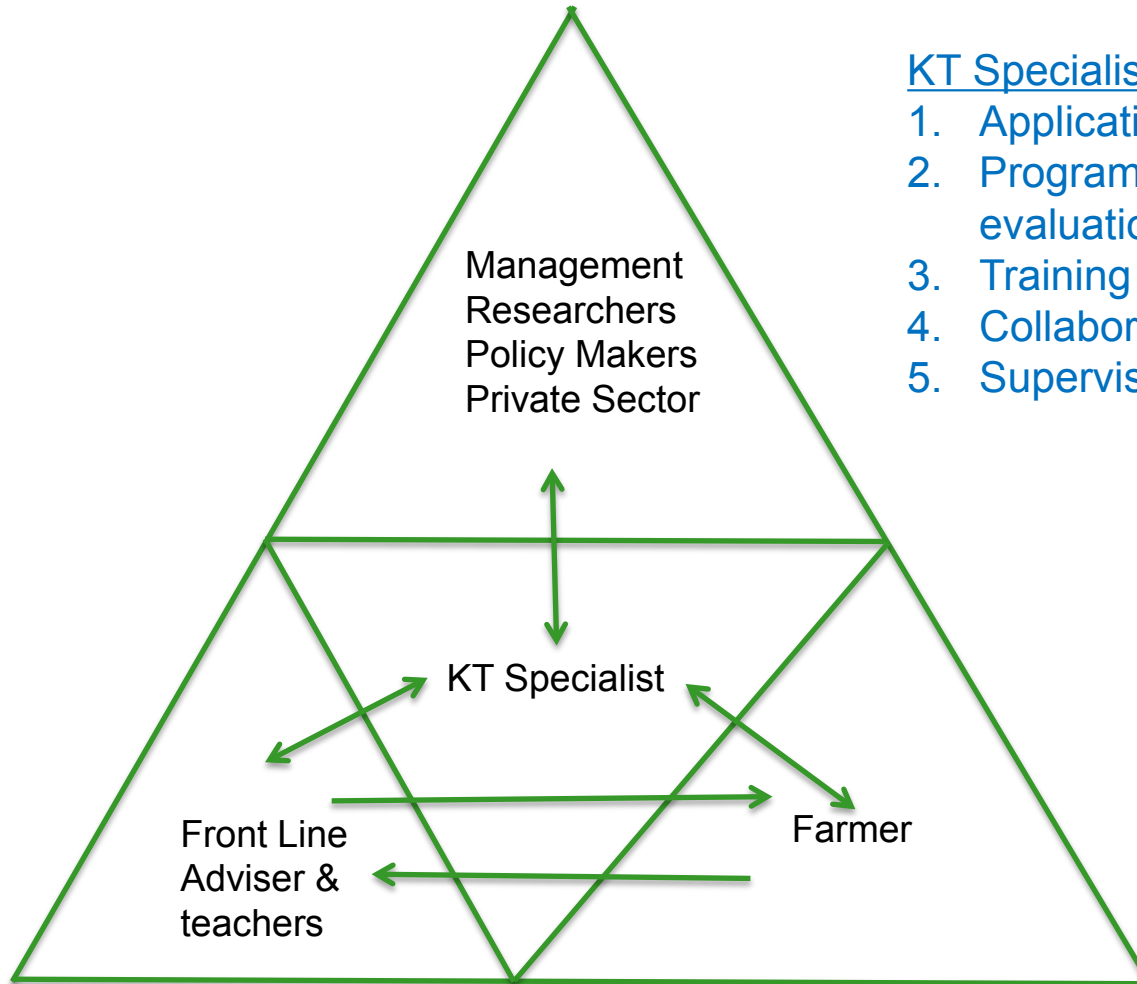 KT Specialis
1. Applicati
2. Program
evaluatio
3. Training
4. Collabor
5. Supervis
Management
Researchers
Policy Makers
Private Sector
KT Specialist
Front Line
Adviser &
teachers
Farmer